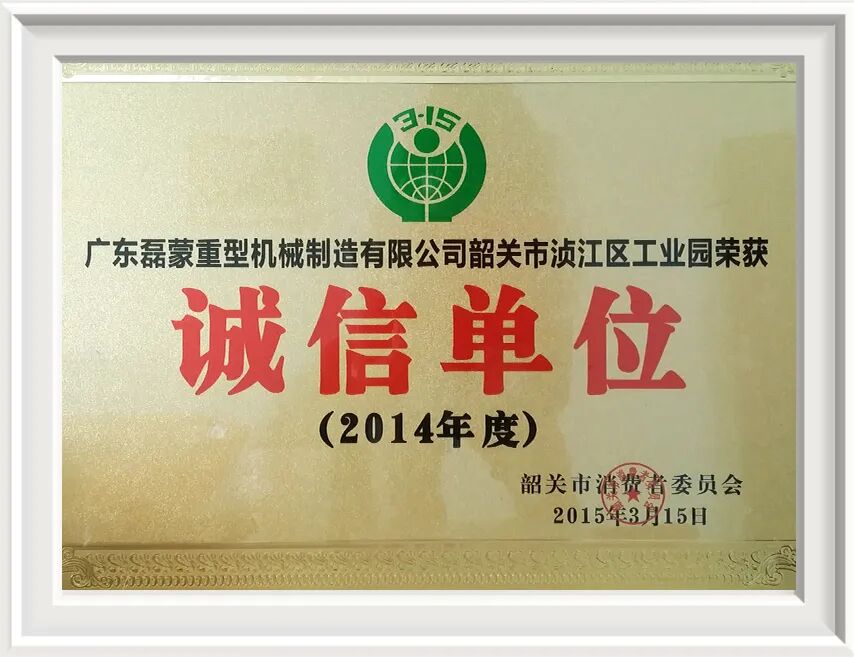 3·15
广东磊蒙重型机械制造有限公司韶关市浈江区工业园荣获
诚信单位
(2014年度)
韶关市消费者委员会
2015年3月15日